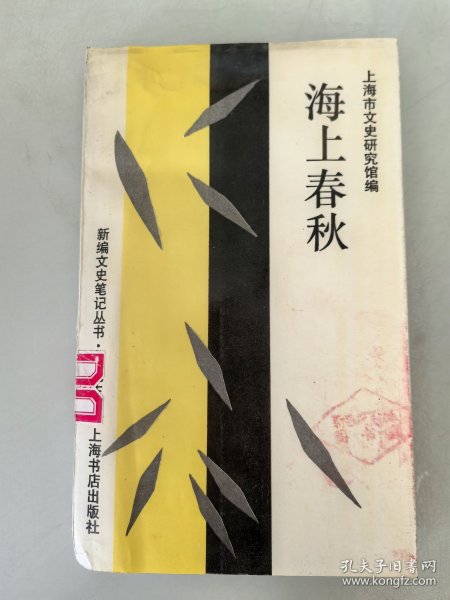 上海市文史研究馆编
海上春秋
新编文史笔记丛书·
上海书店出版社
孔夫子旧书网
www.kongfz.com